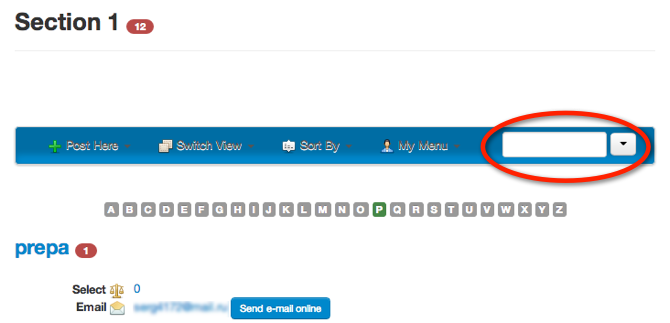 Section 1 12
Post Here Switch View Sort By My Menu
A B C D E F G H I J K L M N O P Q R S T U V W X Y Z
prepa 1
Select 0
Email Send e-mail online